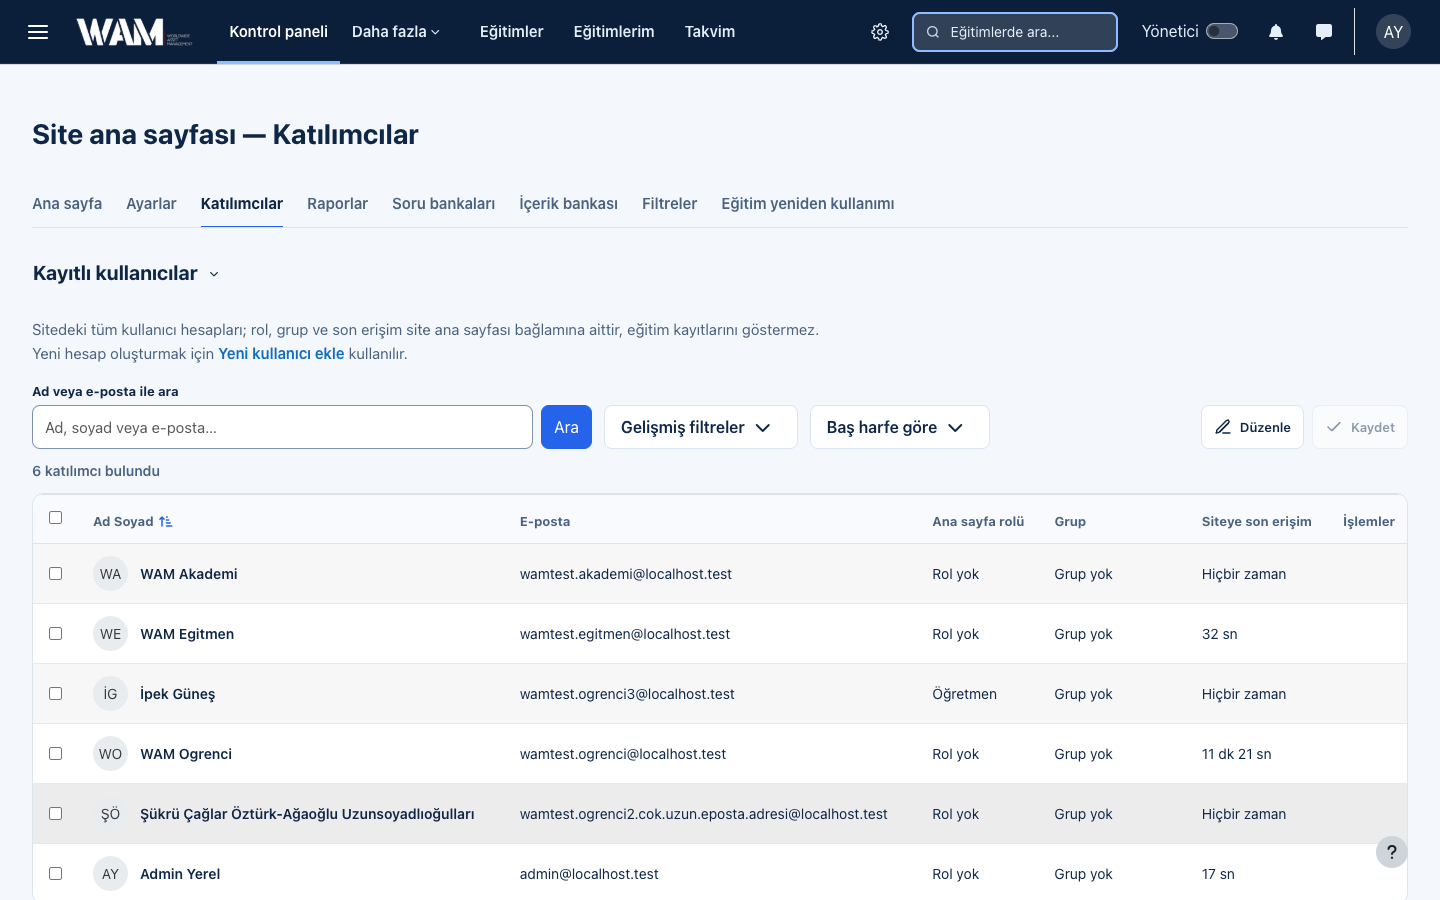 WAM Kontrol paneli Daha fazla Eğitimler Eğitimlerim Takvim Eğitimlerde ara... Yönetici AY
WORLDWIDE
ASSET
MANAGEMENT
Site ana sayfası — Katılımcılar
Ana sayfa Ayarlar Katılımcılar Raporlar Soru bankaları İçerik bankası Filtreler Eğitim yeniden kullanımı
Kayıtlı kullanıcılar
Sitedeki tüm kullanıcı hesapları; rol, grup ve son erişim site ana sayfası bağlamına aittir, eğitim kayıtlarını göstermez.
Yeni hesap oluşturmak için Yeni kullanıcı ekle kullanılır.
Ad veya e-posta ile ara
Ad, soyad veya e-posta... Ara Gelişmiş filtreler Baş harfe göre Düzenle Kaydet
6 katılımcı bulundu
Ad Soyad E-posta Ana sayfa rolü Grup Siteye son erişim İşlemler
WA WAM Akademi wamtest.akademi@localhost.test Rol yok Grup yok Hiçbir zaman
WE WAM Egitmen wamtest.egitmen@localhost.test Rol yok Grup yok 32 sn
İG İpek Güneş wamtest.ogrenci3@localhost.test Öğretmen Grup yok Hiçbir zaman
WO WAM Ogrenci wamtest.ogrenci@localhost.test Rol yok Grup yok 11 dk 21 sn
ŞÖ Şükrü Çağlar Öztürk-Ağaoğlu Uzunsoyadlıoğulları wamtest.ogrenci2.cok.uzun.eposta.adresi@localhost.test Rol yok Grup yok Hiçbir zaman
?
AY Admin Yerel admin@localhost.test Rol yok Grup yok 17 sn